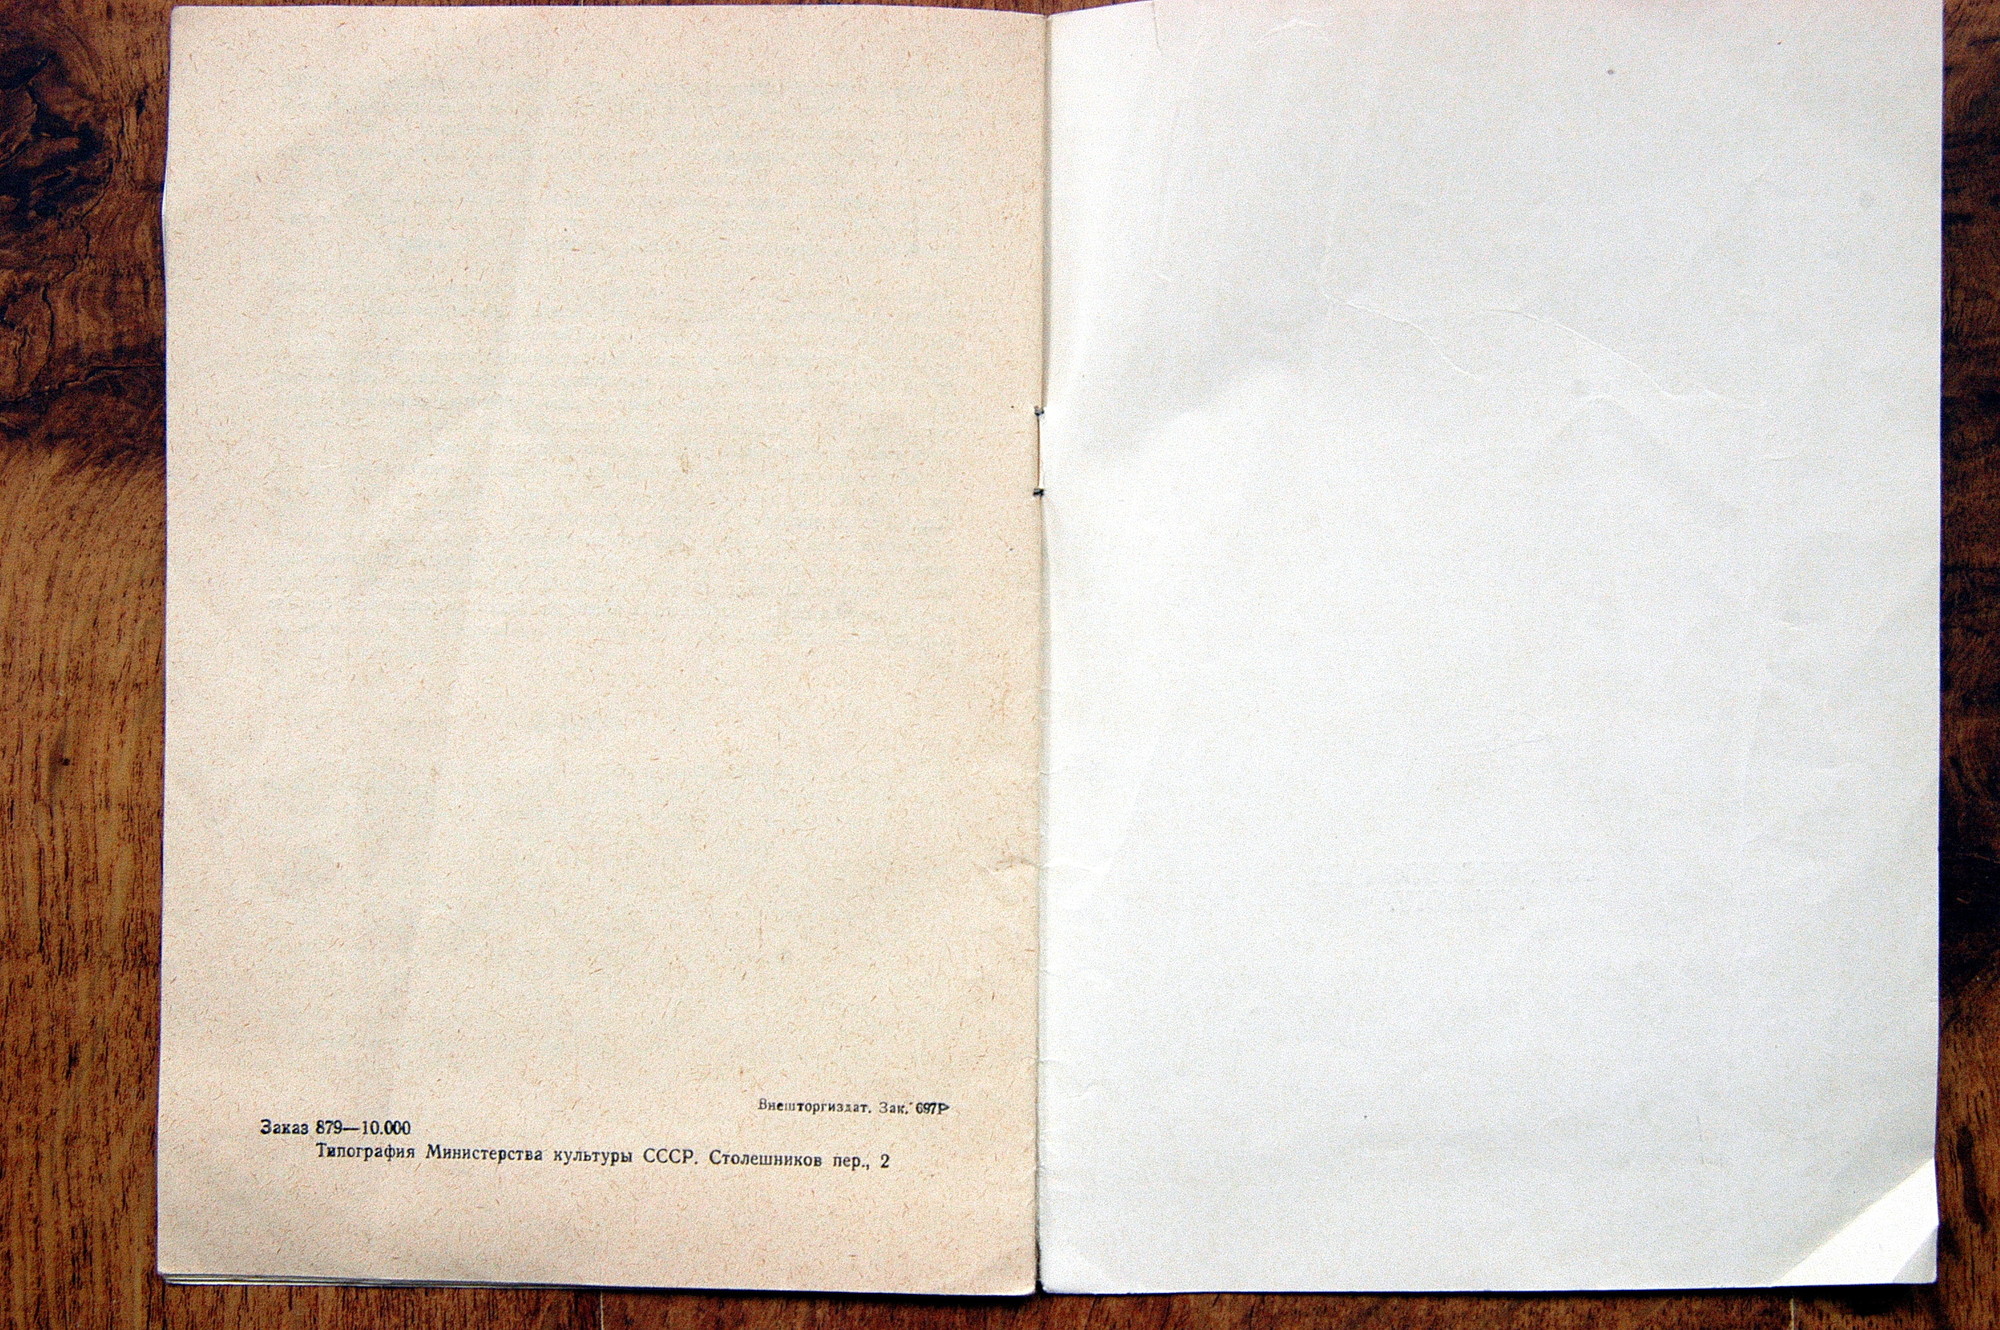 Внешторгиздат. Зак. 697Р
Заказ 879—10.000
Типография Министерства культуры СССР. Столешников пер., 2